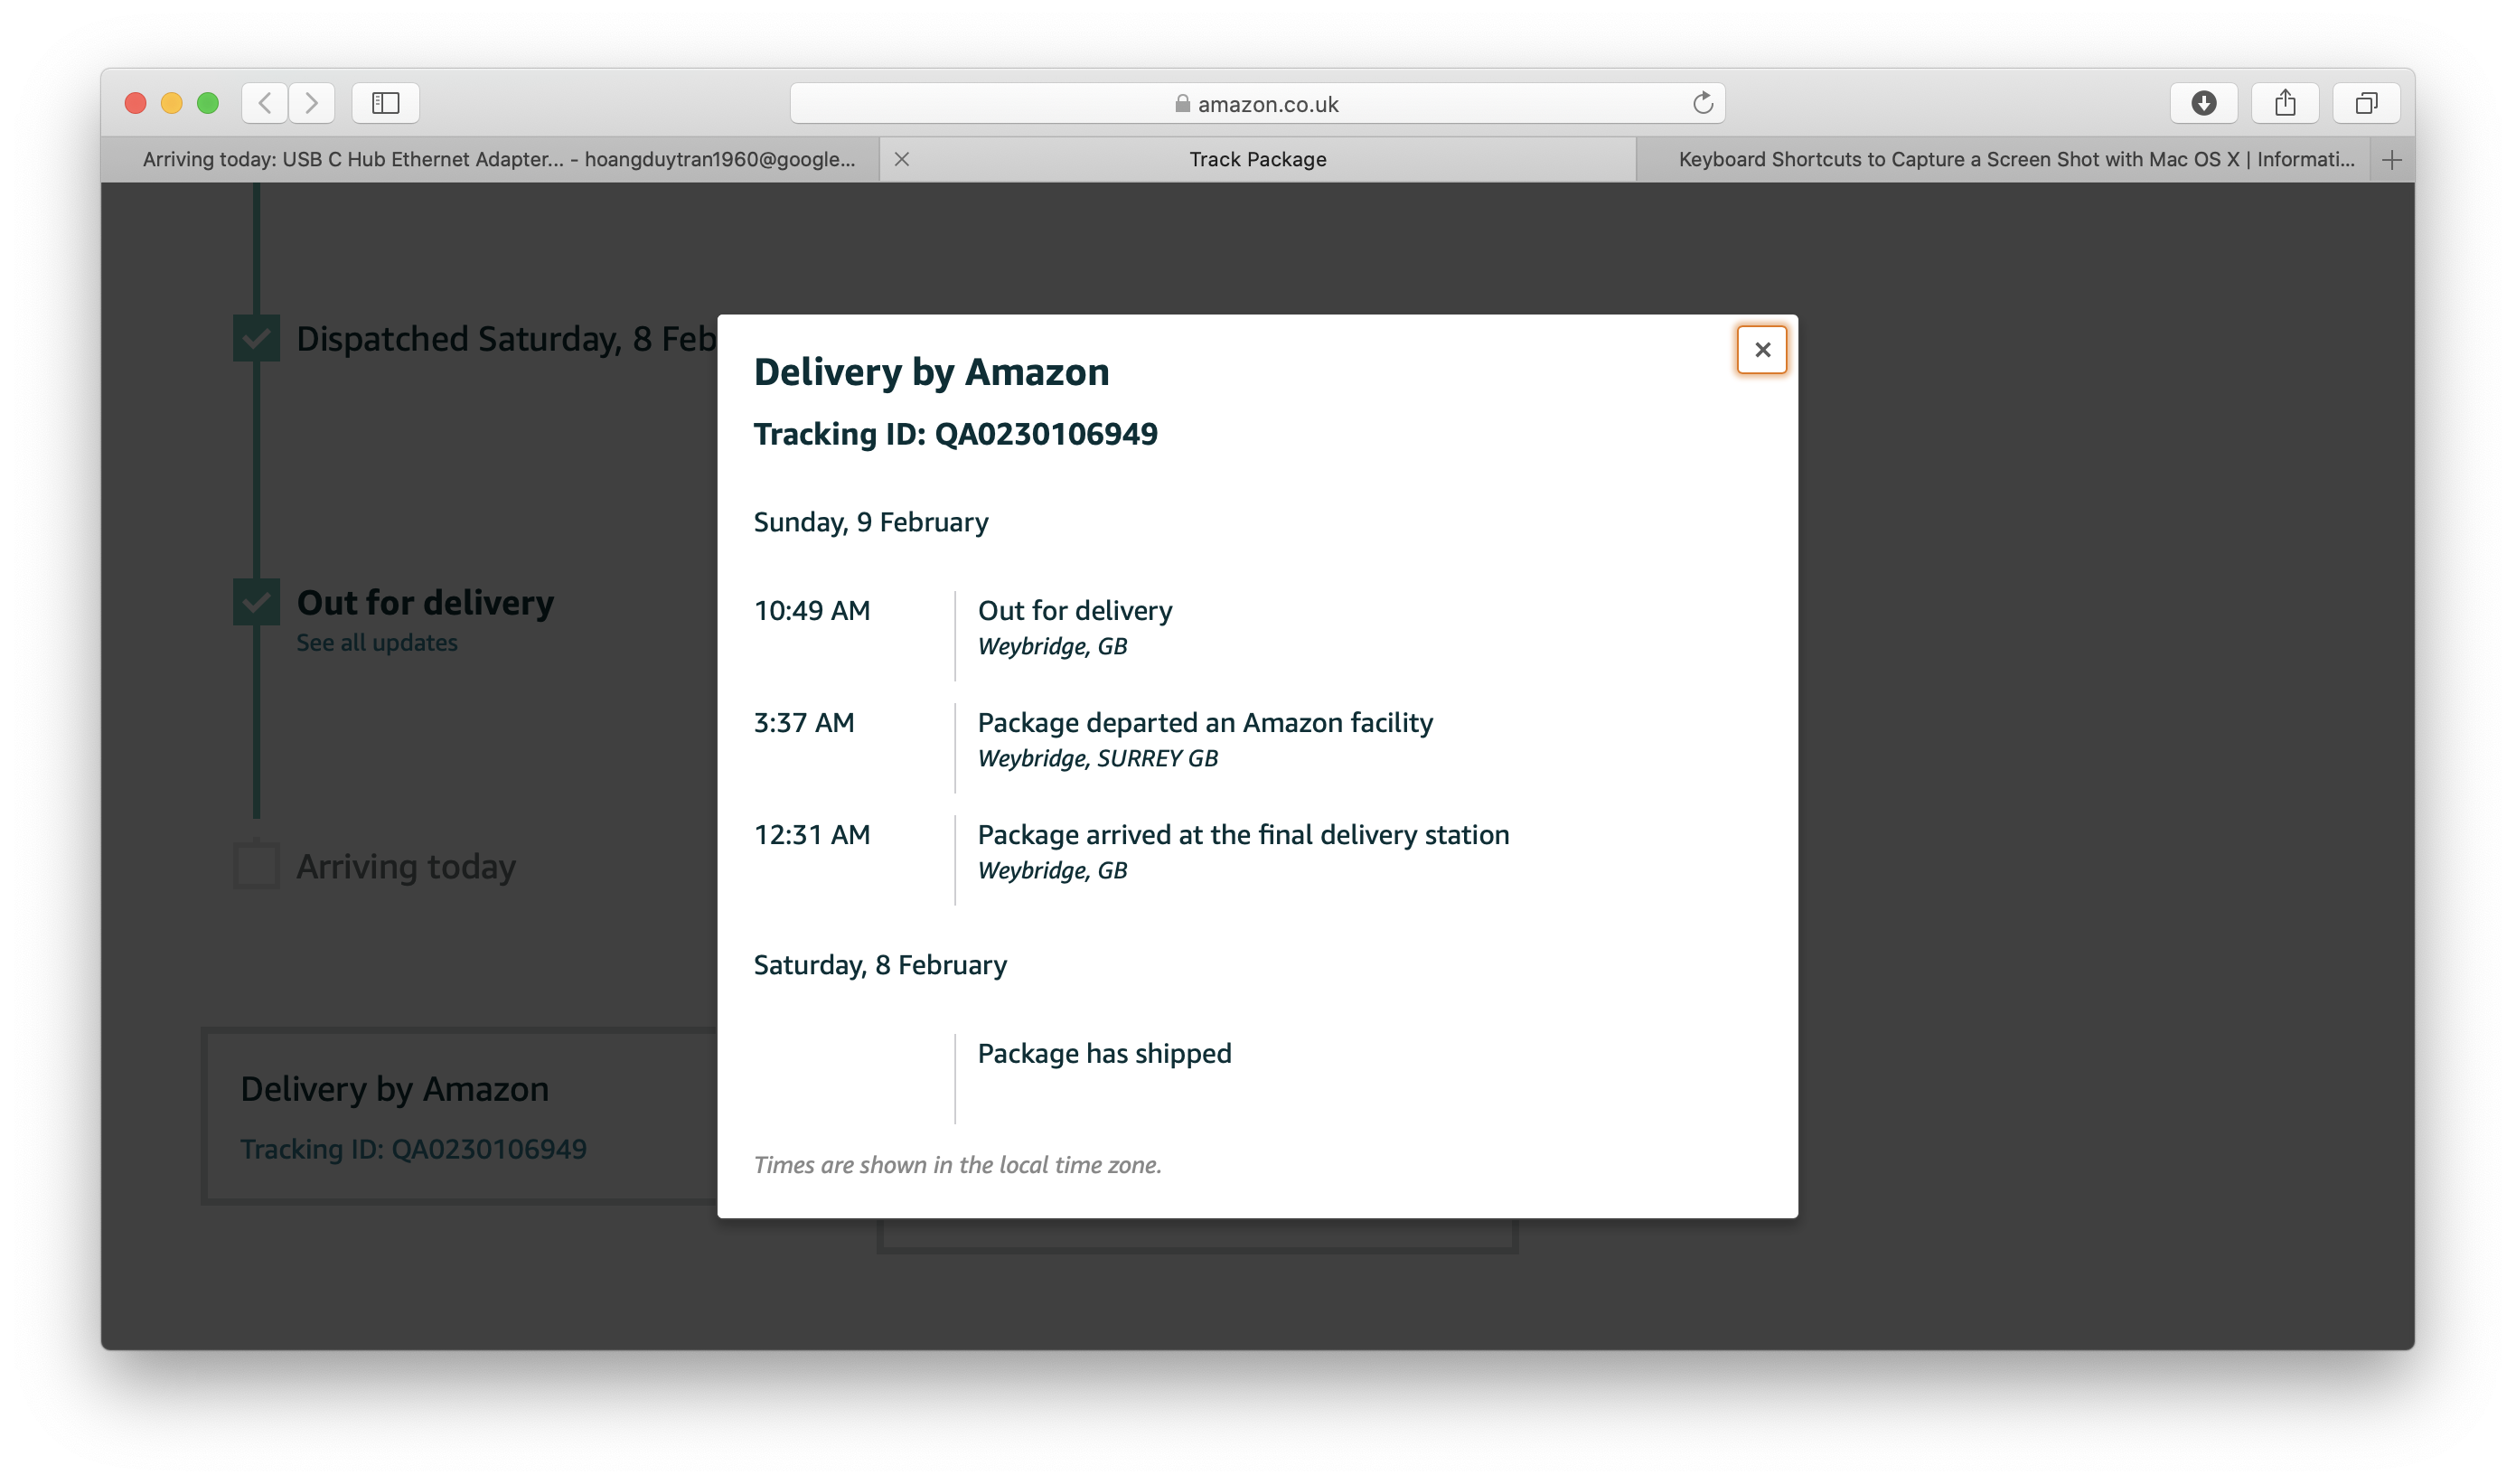 amazon.co.uk
Arriving today: USB C Hub Ethernet Adapter... - hoangduytran1960@google...
Track Package
Keyboard Shortcuts to Capture a Screen Shot with Mac OS X | Informati...
Dispatched Saturday, 8 Feb
Out for delivery
See all updates
Arriving today
Delivery by Amazon
Tracking ID: QA0230106949
Delivery by Amazon
Tracking ID: QA0230106949
Sunday, 9 February
10:49 AM Out for delivery
Weybridge, GB
3:37 AM Package departed an Amazon facility
Weybridge, SURREY GB
12:31 AM Package arrived at the final delivery station
Weybridge, GB
Saturday, 8 February
Package has shipped
Times are shown in the local time zone.